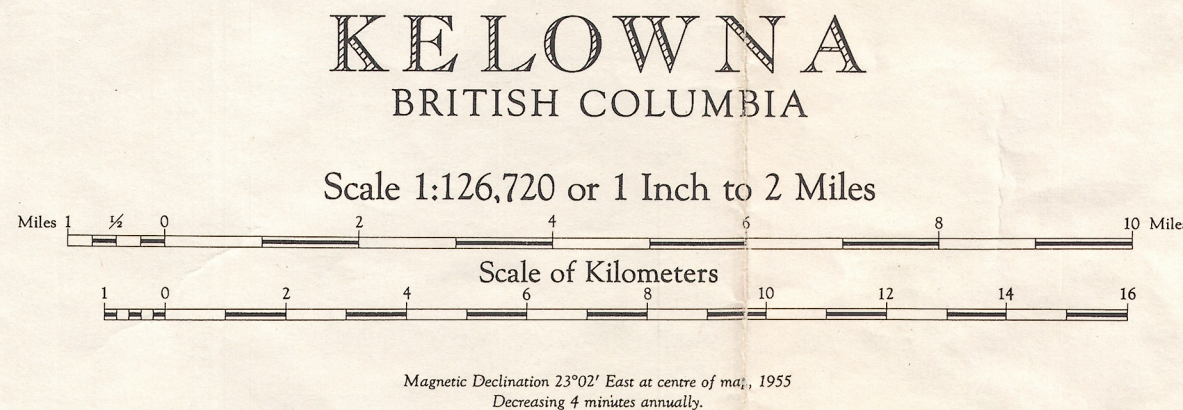 KELOWNA
BRITISH COLUMBIA
Scale 1:126,720 or 1 Inch to 2 Miles
Miles 1 ½ 0 2 4 6 8 10 Miles
Scale of Kilometers
1 0 2 4 6 8 10 12 14 16
Magnetic Declination 23°02' East at centre of map, 1955
Decreasing 4 minutes annually.